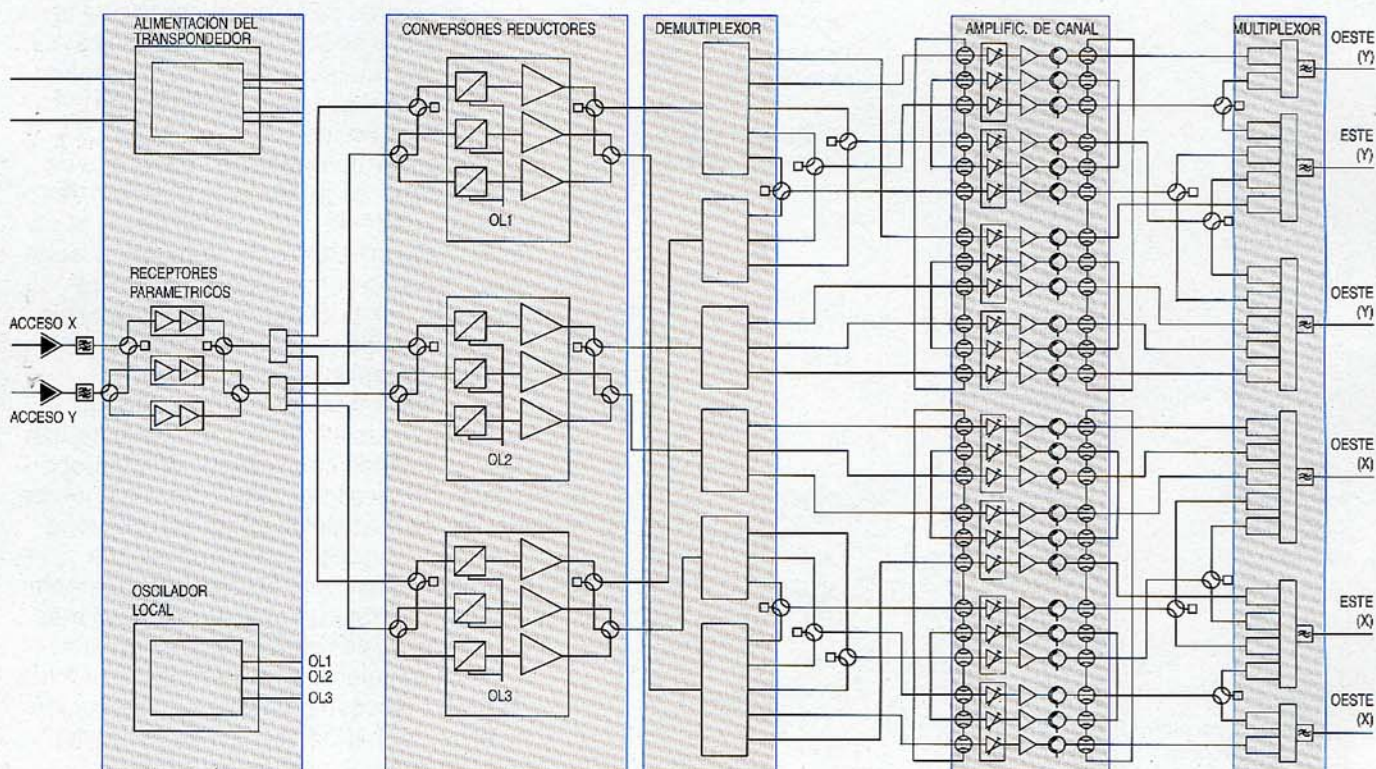 ALIMENTACIÓN DEL
TRANSPONDEDOR
CONVERSORES REDUCTORES
DEMULTIPLEXOR
AMPLIFIC. DE CANAL
MULTIPLEXOR
OESTE
(Y)
ESTE
(Y)
OESTE
(Y)
OESTE
(X)
ESTE
(X)
OESTE
(X)
RECEPTORES
PARAMETRICOS
ACCESO X
ACCESO Y
OSCILADOR
LOCAL
OL1
OL2
OL3
OL1
OL2
OL3